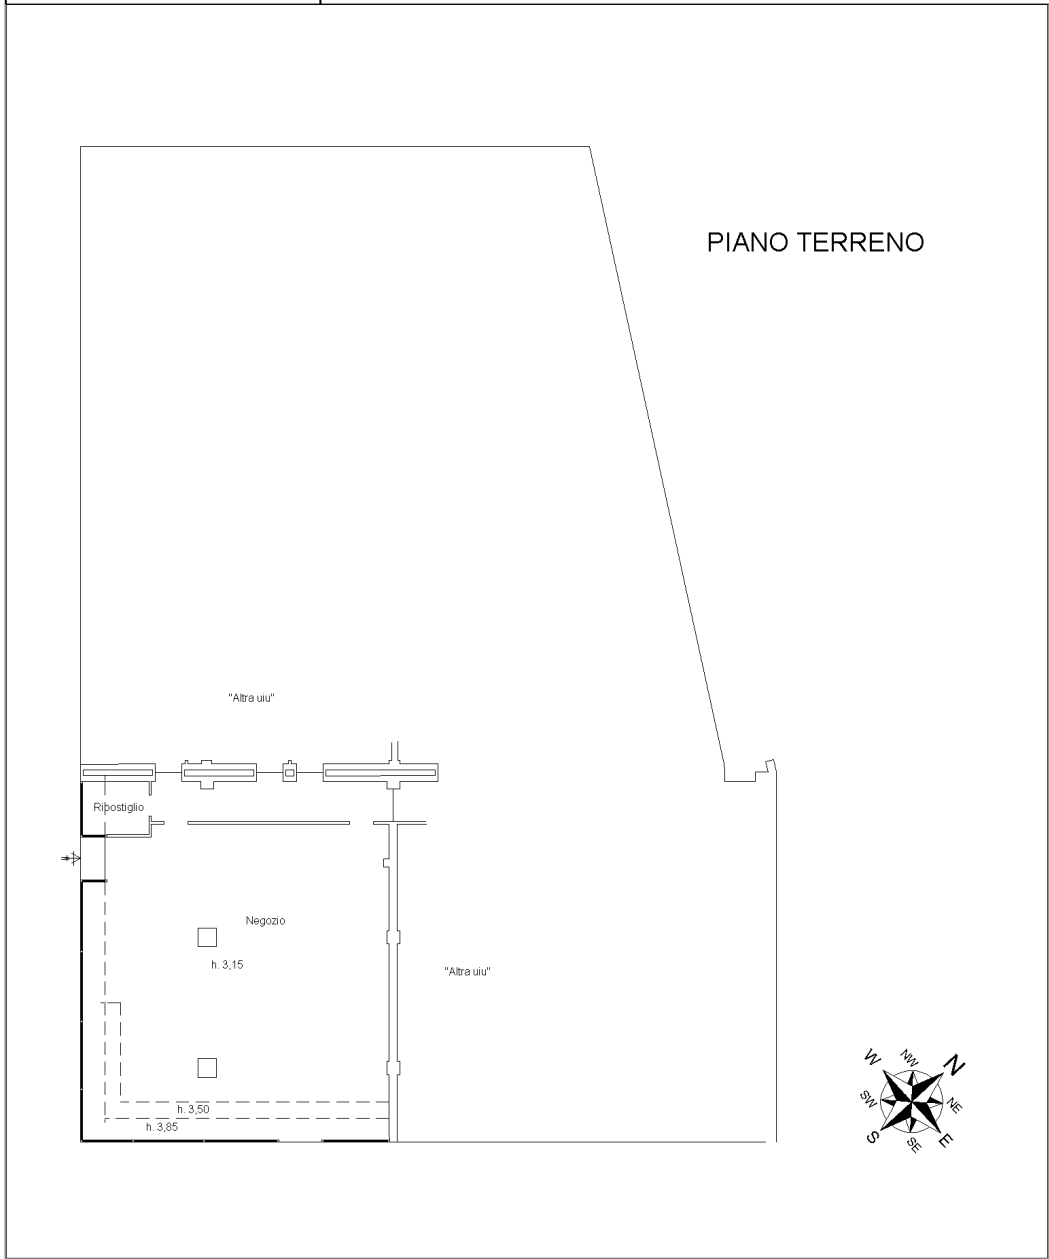 PIANO TERRENO
"Altra uiu"
Ripostiglio
Negozio
h. 3,15
"Altra uiu"
h. 3,50
h. 3,85
N
NE
E
SE
S
SW
W
NW